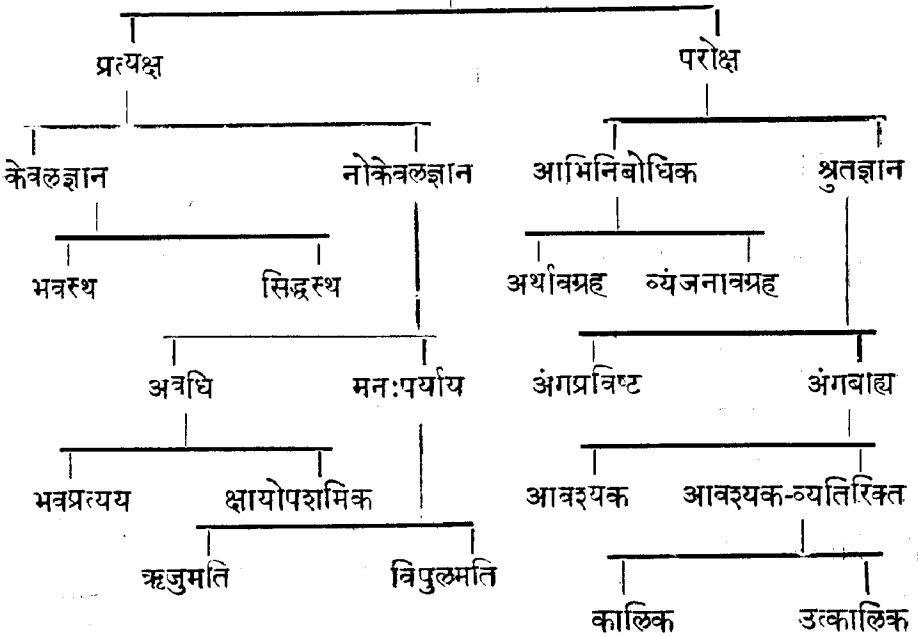 प्रत्यक्ष परोक्ष
केवलज्ञान नोकेवलज्ञान आभिनिबोधिक श्रुतज्ञान
भवस्थ सिद्धस्थ अर्थावग्रह व्यंजनावग्रह
अवधि मनःपर्याय अंगप्रविष्ट अंगबाह्य
भवप्रत्यय क्षायोपशमिक आवश्यक आवश्यक-व्यतिरिक्त
ऋजुमति विपुलमति
कालिक उत्कालिक